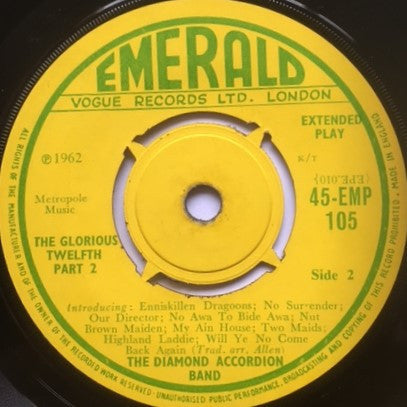 EMERALD
VOGUE RECORDS LTD. LONDON
EXTENDED
PLAY
℗ 1962
K/T
(EPE.010)
Metropole
Music
45-EMP
105
THE GLORIOUS
TWELFTH
PART 2
Side 2
Introducing: Enniskillen Dragoons; No Surrender;
Our Director; No Awa To Bide Awa; Nut
Brown Maiden; My Ain House; Two Maids;
Highland Laddie; Will Ye No Come
Back Again (Trad. arr. Allen)
THE DIAMOND ACCORDION
BAND
ALL RIGHTS OF THE MANUFACTURER AND OF THE OWNER OF THE RECORDED WORK RESERVED. UNAUTHORISED PUBLIC PERFORMANCE, BROADCASTING AND COPYING OF THIS RECORD PROHIBITED. MADE IN ENGLAND